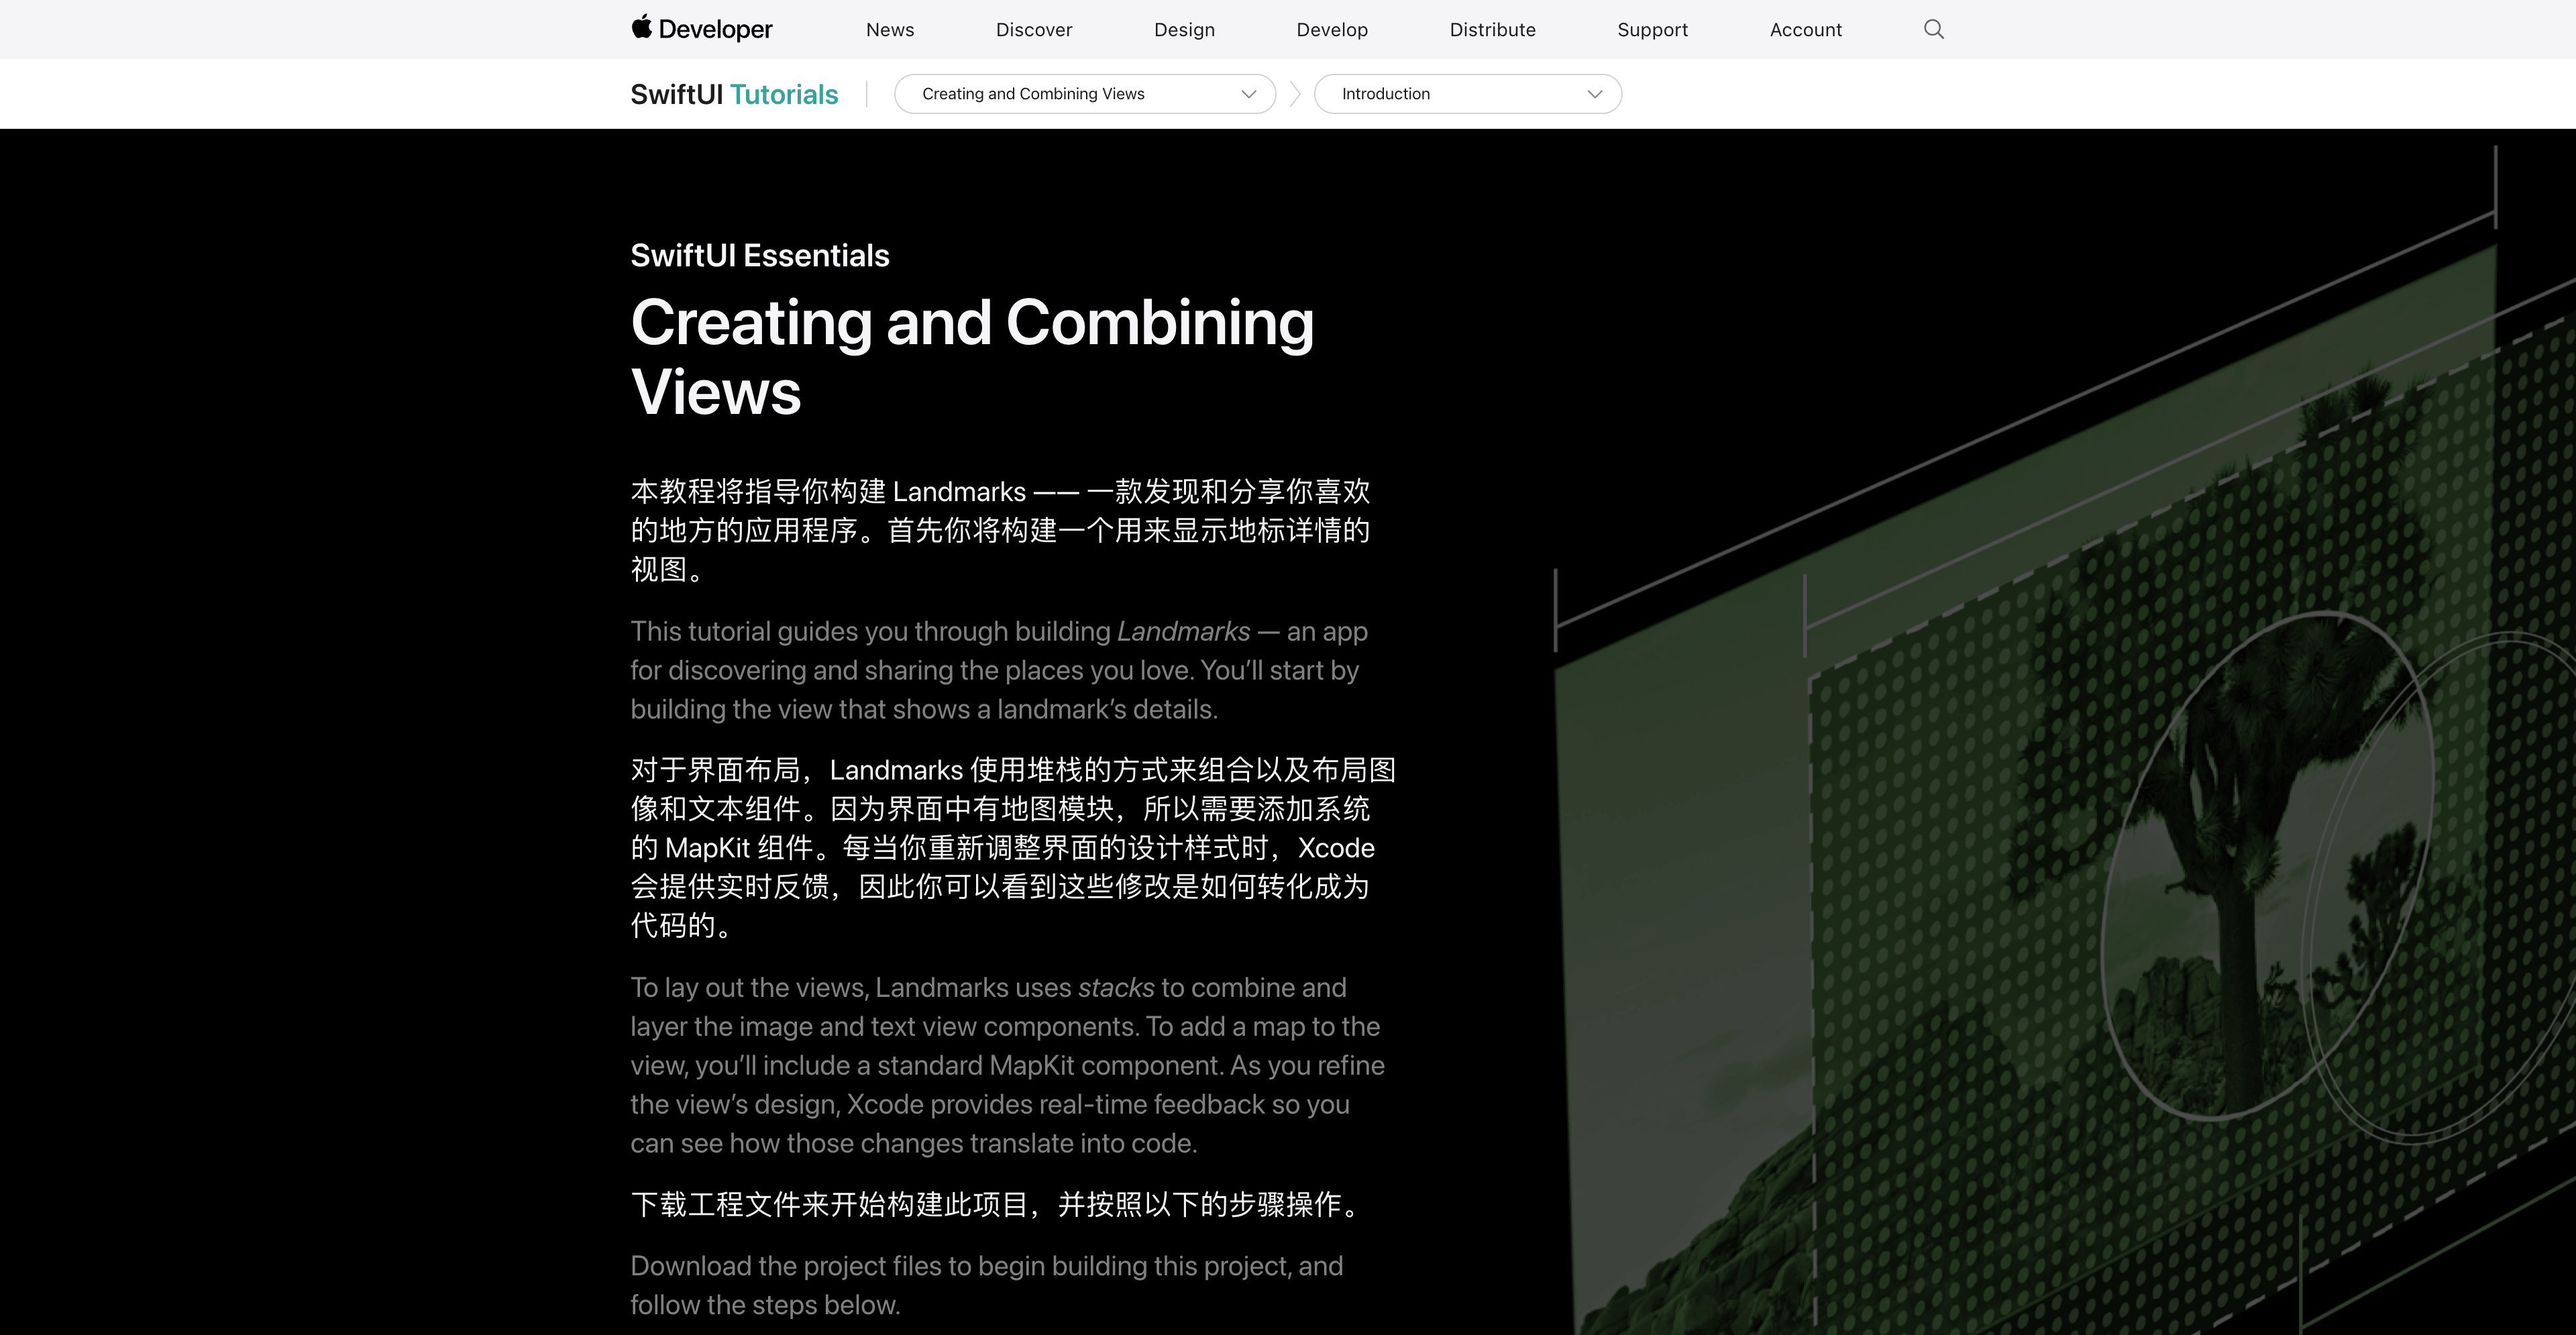 Developer
News
Discover
Design
Develop
Distribute
Support
Account
SwiftUI Tutorials
Creating and Combining Views
Introduction
SwiftUI Essentials
Creating and Combining
Views
本教程将指导你构建 Landmarks —— 一款发现和分享你喜欢
的地方的应用程序。首先你将构建一个用来显示地标详情的
视图。
This tutorial guides you through building Landmarks — an app
for discovering and sharing the places you love. You’ll start by
building the view that shows a landmark’s details.
对于界面布局，Landmarks 使用堆栈的方式来组合以及布局图
像和文本组件。因为界面中有地图模块，所以需要添加系统
的 MapKit 组件。每当你重新调整界面的设计样式时，Xcode
会提供实时反馈，因此你可以看到这些修改是如何转化成为
代码的。
To lay out the views, Landmarks uses stacks to combine and
layer the image and text view components. To add a map to the
view, you’ll include a standard MapKit component. As you refine
the view’s design, Xcode provides real-time feedback so you
can see how those changes translate into code.
下载工程文件来开始构建此项目，并按照以下的步骤操作。
Download the project files to begin building this project, and
follow the steps below.